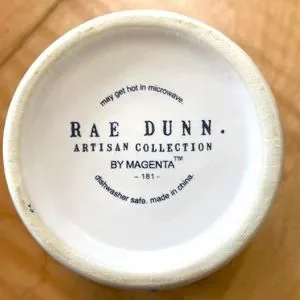 may get hot in microwave.
RAE DUNN.
ARTISAN COLLECTION
BY MAGENTA™
– 181 –
dishwasher safe. made in china.